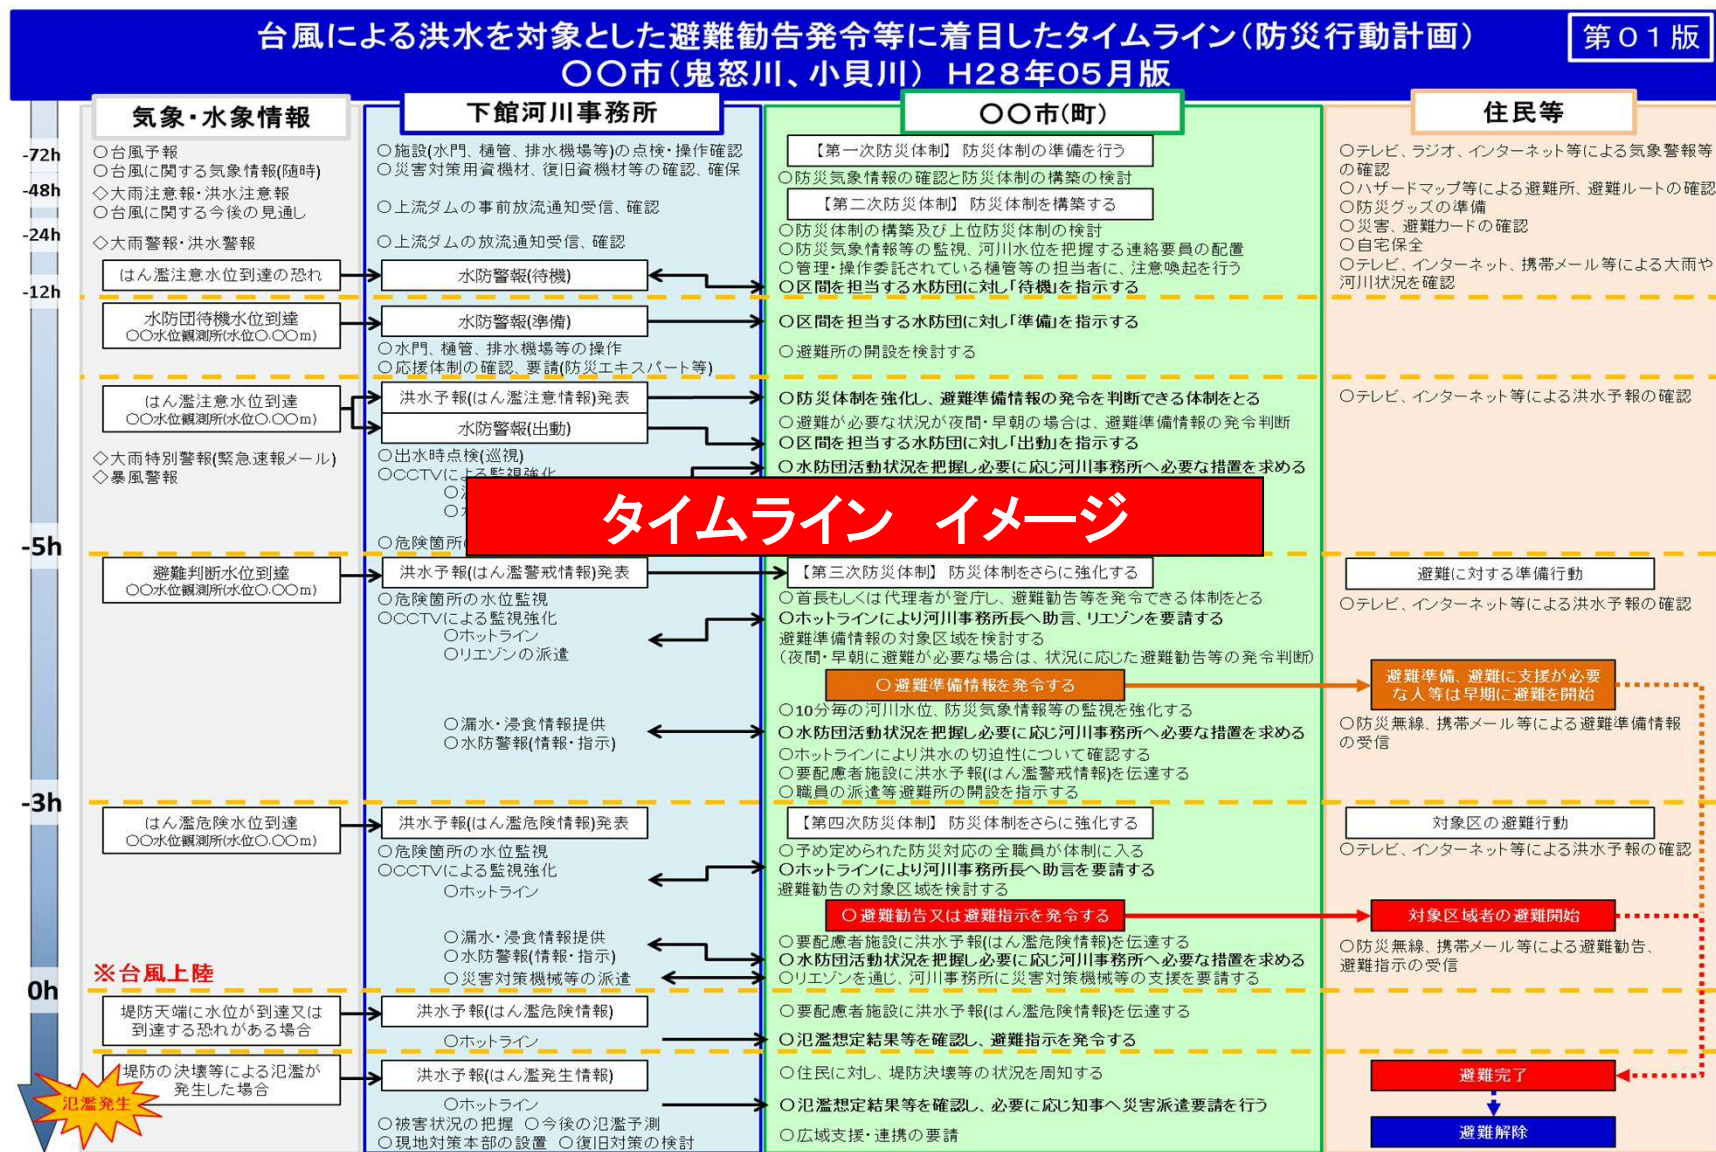 台風による洪水を対象とした避難勧告発令等に着目したタイムライン(防災行動計画)
第01版
〇〇市(鬼怒川、小貝川) H28年05月版
気象・水象情報
-72h
-48h
-24h
-12h
-5h
-3h
0h
○台風予報
○台風に関する気象情報(随時)
◇大雨注意報・洪水注意報
○台風に関する今後の見通し
◇大雨警報・洪水警報
はん濫注意水位到達の恐れ
水防団待機水位到達
〇〇水位観測所(水位〇.〇〇m)
はん濫注意水位到達
〇〇水位観測所(水位〇.〇〇m)
◇大雨特別警報(緊急速報メール)
◇暴風警報
避難判断水位到達
〇〇水位観測所(水位〇.〇〇m)
はん濫危険水位到達
〇〇水位観測所(水位〇.〇〇m)
※台風上陸
堤防天端に水位が到達又は
到達する恐れがある場合
堤防の決壊等による氾濫が
発生した場合
氾濫発生
下館河川事務所
○施設(水門、樋管、排水機場等)の点検・操作確認
○災害対策用資機材、復旧資機材等の確認、確保
○上流ダムの事前放流通知受信、確認
○上流ダムの放流通知受信、確認
水防警報(待機)
水防警報(準備)
○水門、樋管、排水機場等の操作
○応援体制の確認、要請(防災エキスパート等)
洪水予報(はん濫注意情報)発表
水防警報(出動)
○出水時点検(巡視)
○CCTVによる監視強化
○危険箇所
タイムライン イメージ
洪水予報(はん濫警戒情報)発表
○危険箇所の水位監視
○CCTVによる監視強化
○ホットライン
○リエゾンの派遣
○漏水・浸食情報提供
○水防警報(情報・指示)
洪水予報(はん濫危険情報)発表
○危険箇所の水位監視
○CCTVによる監視強化
○ホットライン
○漏水・浸食情報提供
○水防警報(情報・指示)
○災害対策機械等の派遣
洪水予報(はん濫危険情報)
○ホットライン
洪水予報(はん濫発生情報)
○ホットライン
○被害状況の把握 ○今後の氾濫予測
○現地対策本部の設置 ○復旧対策の検討
〇〇市(町)
【第一次防災体制】 防災体制の準備を行う
○防災気象情報の確認と防災体制の構築の検討
【第二次防災体制】 防災体制を構築する
○防災体制の構築及び上位防災体制の検討
○防災気象情報等の監視、河川水位を把握する連絡要員の配置
○管理・操作委託されている樋管等の担当者に、注意喚起を行う
○区間を担当する水防団に対し「待機」を指示する
○区間を担当する水防団に対し「準備」を指示する
○避難所の開設を検討する
○防災体制を強化し、避難準備情報の発令を判断できる体制をとる
○避難が必要な状況が夜間・早朝の場合は、避難準備情報の発令判断
○区間を担当する水防団に対し「出動」を指示する
○水防団活動状況を把握し必要に応じ河川事務所へ必要な措置を求める
【第三次防災体制】 防災体制をさらに強化する
○首長もしくは代理者が登庁し、避難勧告等を発令できる体制をとる
○ホットラインにより河川事務所長へ助言、リエゾンを要請する
避難準備情報の対象区域を検討する
(夜間・早朝に避難が必要な場合は、状況に応じた避難勧告等の発令判断)
○避難準備情報を発令する
○10分毎の河川水位、防災気象情報等の監視を強化する
○水防団活動状況を把握し必要に応じ河川事務所へ必要な措置を求める
○ホットラインにより洪水の切迫性について確認する
○要配慮者施設に洪水予報(はん濫警戒情報)を伝達する
○職員の派遣等避難所の開設を指示する
【第四次防災体制】 防災体制をさらに強化する
○予め定められた防災対応の全職員が体制に入る
○ホットラインにより河川事務所長へ助言を要請する
避難勧告の対象区域を検討する
○避難勧告又は避難指示を発令する
○要配慮者施設に洪水予報(はん濫危険情報)を伝達する
○水防団活動状況を把握し必要に応じ河川事務所へ必要な措置を求める
○リエゾンを通じ、河川事務所に災害対策機械等の支援を要請する
○要配慮者施設に洪水予報(はん濫危険情報)を伝達する
○氾濫想定結果等を確認し、避難指示を発令する
○住民に対し、堤防決壊等の状況を周知する
○氾濫想定結果等を確認し、必要に応じ知事へ災害派遣要請を行う
○広域支援・連携の要請
住民等
○テレビ、ラジオ、インターネット等による気象警報等
の確認
○ハザードマップ等による避難所、避難ルートの確認
○防災グッズの準備
○災害、避難カードの確認
○自宅保全
○テレビ、インターネット、携帯メール等による大雨や
河川状況を確認
○テレビ、インターネット等による洪水予報の確認
避難に対する準備行動
○テレビ、インターネット等による洪水予報の確認
避難準備、避難に支援が必要
な人等は早期に避難を開始
○防災無線、携帯メール等による避難準備情報
の受信
対象区の避難行動
○テレビ、インターネット等による洪水予報の確認
対象区域者の避難開始
○防災無線、携帯メール等による避難勧告、
避難指示の受信
避難完了
避難解除